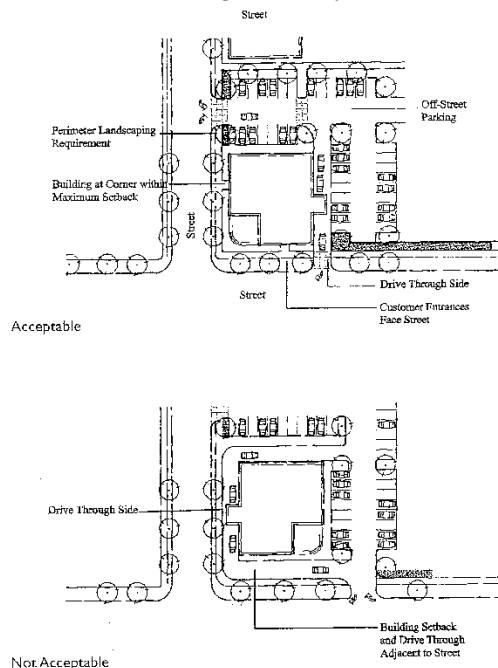 Street
Off-Street
Parking
Perimeter Landscaping
Requirement
Building at Corner within
Maximum Setback
Street
Street
Drive Through Side
Customer Entrances
Face Street
Acceptable
Drive Through Side
Building Setback
and Drive Through
Adjacent to Street
Not Acceptable